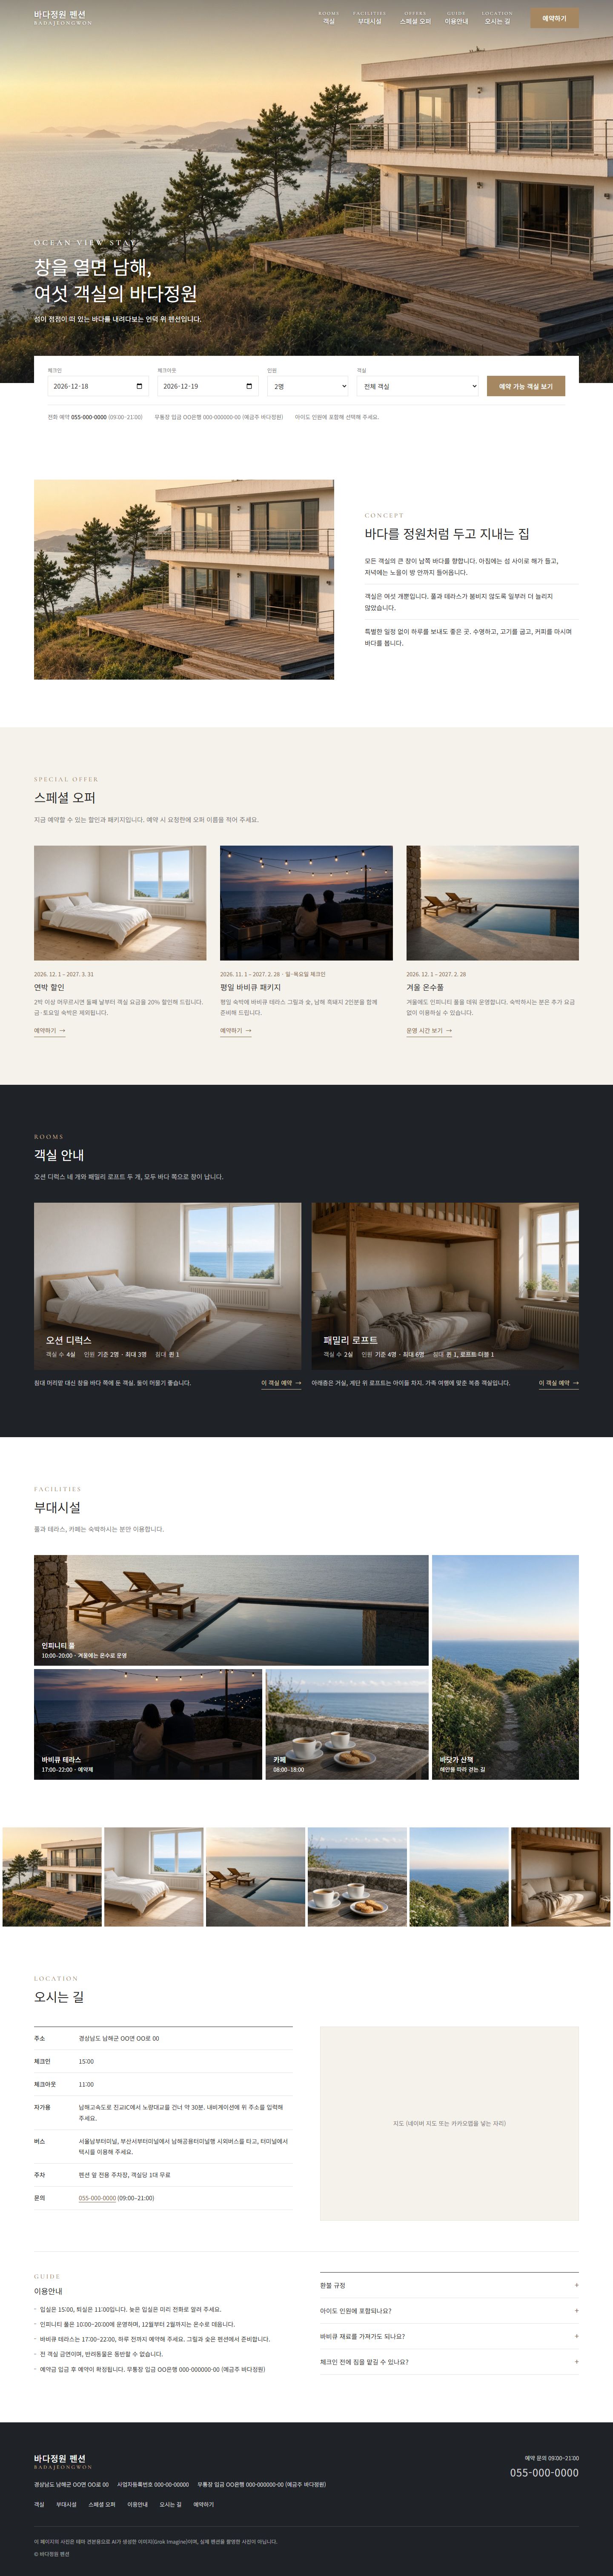 바다정원 펜션
BADAJEONGWON
ROOMS
객실
FACILITIES
부대시설
OFFERS
스페셜 오퍼
GUIDE
이용안내
LOCATION
오시는 길
예약하기
OCEAN VIEW STAY
창을 열면 남해,
여섯 객실의 바다정원
섬이 점점이 떠 있는 바다를 내려다보는 언덕 위 펜션입니다.
체크인
2026-12-18
체크아웃
2026-12-19
인원
2명
객실
전체 객실
예약 가능 객실 보기
전화 예약 055-000-0000 (09:00–21:00) 무통장 입금 OO은행 000-000000-00 (예금주 바다정원) 아이도 인원에 포함해 선택해 주세요.
CONCEPT
바다를 정원처럼 두고 지내는 집
모든 객실의 큰 창이 남쪽 바다를 향합니다. 아침에는 섬 사이로 해가 들고,
저녁에는 노을이 방 안까지 들어옵니다.
객실은 여섯 개뿐입니다. 풀과 테라스가 붐비지 않도록 일부러 더 늘리지
않았습니다.
특별한 일정 없이 하루를 보내도 좋은 곳. 수영하고, 고기를 굽고, 커피를 마시며
바다를 봅니다.
SPECIAL OFFER
스페셜 오퍼
지금 예약할 수 있는 할인과 패키지입니다. 예약 시 요청란에 오퍼 이름을 적어 주세요.
2026. 12. 1 – 2027. 3. 31
연박 할인
2박 이상 머무르시면 둘째 날부터 객실 요금을 20% 할인해 드립니다.
금·토요일 숙박은 제외됩니다.
예약하기 →
2026. 11. 1 – 2027. 2. 28 · 일–목요일 체크인
평일 바비큐 패키지
평일 숙박에 바비큐 테라스 그릴과 숯, 남해 흑돼지 2인분을 함께
준비해 드립니다.
예약하기 →
2026. 12. 1 – 2027. 2. 28
겨울 온수풀
겨울에도 인피니티 풀을 데워 운영합니다. 숙박하시는 분은 추가 요금
없이 이용하실 수 있습니다.
운영 시간 보기 →
ROOMS
객실 안내
오션 디럭스 네 개와 패밀리 로프트 두 개, 모두 바다 쪽으로 창이 납니다.
오션 디럭스
객실 수 4실 인원 기준 2명 · 최대 3명 침대 퀸 1
침대 머리맡 대신 창을 바다 쪽에 둔 객실. 둘이 머물기 좋습니다.
이 객실 예약 →
패밀리 로프트
객실 수 2실 인원 기준 4명 · 최대 6명 침대 퀸 1, 로프트 더블 1
아래층은 거실, 계단 위 로프트는 아이들 차지. 가족 여행에 맞춘 복층 객실입니다.
이 객실 예약 →
FACILITIES
부대시설
풀과 테라스, 카페는 숙박하시는 분만 이용합니다.
인피니티 풀
10:00–20:00 · 겨울에는 온수로 운영
바비큐 테라스
17:00–22:00 · 예약제
카페
08:00–18:00
바닷가 산책
해안을 따라 걷는 길
LOCATION
오시는 길
주소 경상남도 남해군 OO면 OO로 00
체크인 15:00
체크아웃 11:00
자가용 남해고속도로 진교IC에서 노량대교를 건너 약 30분. 내비게이션에 위 주소를 입력해
주세요.
버스 서울남부터미널, 부산서부터미널에서 남해공용터미널행 시외버스를 타고, 터미널에서
택시를 이용해 주세요.
주차 펜션 앞 전용 주차장, 객실당 1대 무료
문의 055-000-0000 (09:00–21:00)
지도 (네이버 지도 또는 카카오맵을 넣는 자리)
GUIDE
이용안내
입실은 15:00, 퇴실은 11:00입니다. 늦은 입실은 미리 전화로 알려 주세요.
인피니티 풀은 10:00–20:00에 운영하며, 12월부터 2월까지는 온수로 데웁니다.
바비큐 테라스는 17:00–22:00, 하루 전까지 예약해 주세요. 그릴과 숯은 펜션에서 준비합니다.
전 객실 금연이며, 반려동물은 동반할 수 없습니다.
예약금 입금 후 예약이 확정됩니다. 무통장 입금 OO은행 000-000000-00 (예금주 바다정원)
환불 규정 +
아이도 인원에 포함되나요? +
바비큐 재료를 가져가도 되나요? +
체크인 전에 짐을 맡길 수 있나요? +
바다정원 펜션
BADAJEONGWON
경상남도 남해군 OO면 OO로 00 사업자등록번호 000-00-00000 무통장 입금 OO은행 000-000000-00 (예금주 바다정원)
객실 부대시설 스페셜 오퍼 이용안내 오시는 길 예약하기
예약 문의 09:00–21:00
055-000-0000
이 페이지의 사진은 테마 견본용으로 AI가 생성한 이미지(Grok Imagine)이며, 실제 펜션을 촬영한 사진이 아닙니다.
© 바다정원 펜션